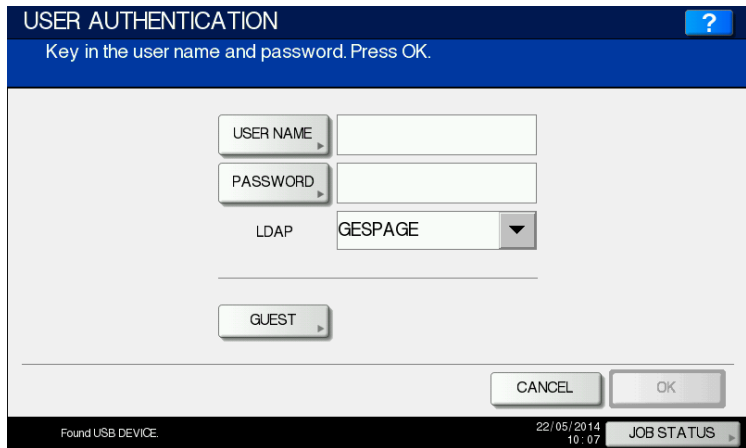 USER AUTHENTICATION
?
Key in the user name and password. Press OK.
USER NAME
PASSWORD
LDAP GESPAGE
GUEST
CANCEL OK
Found USB DEVICE. 22/05/2014 10:07 JOB STATUS